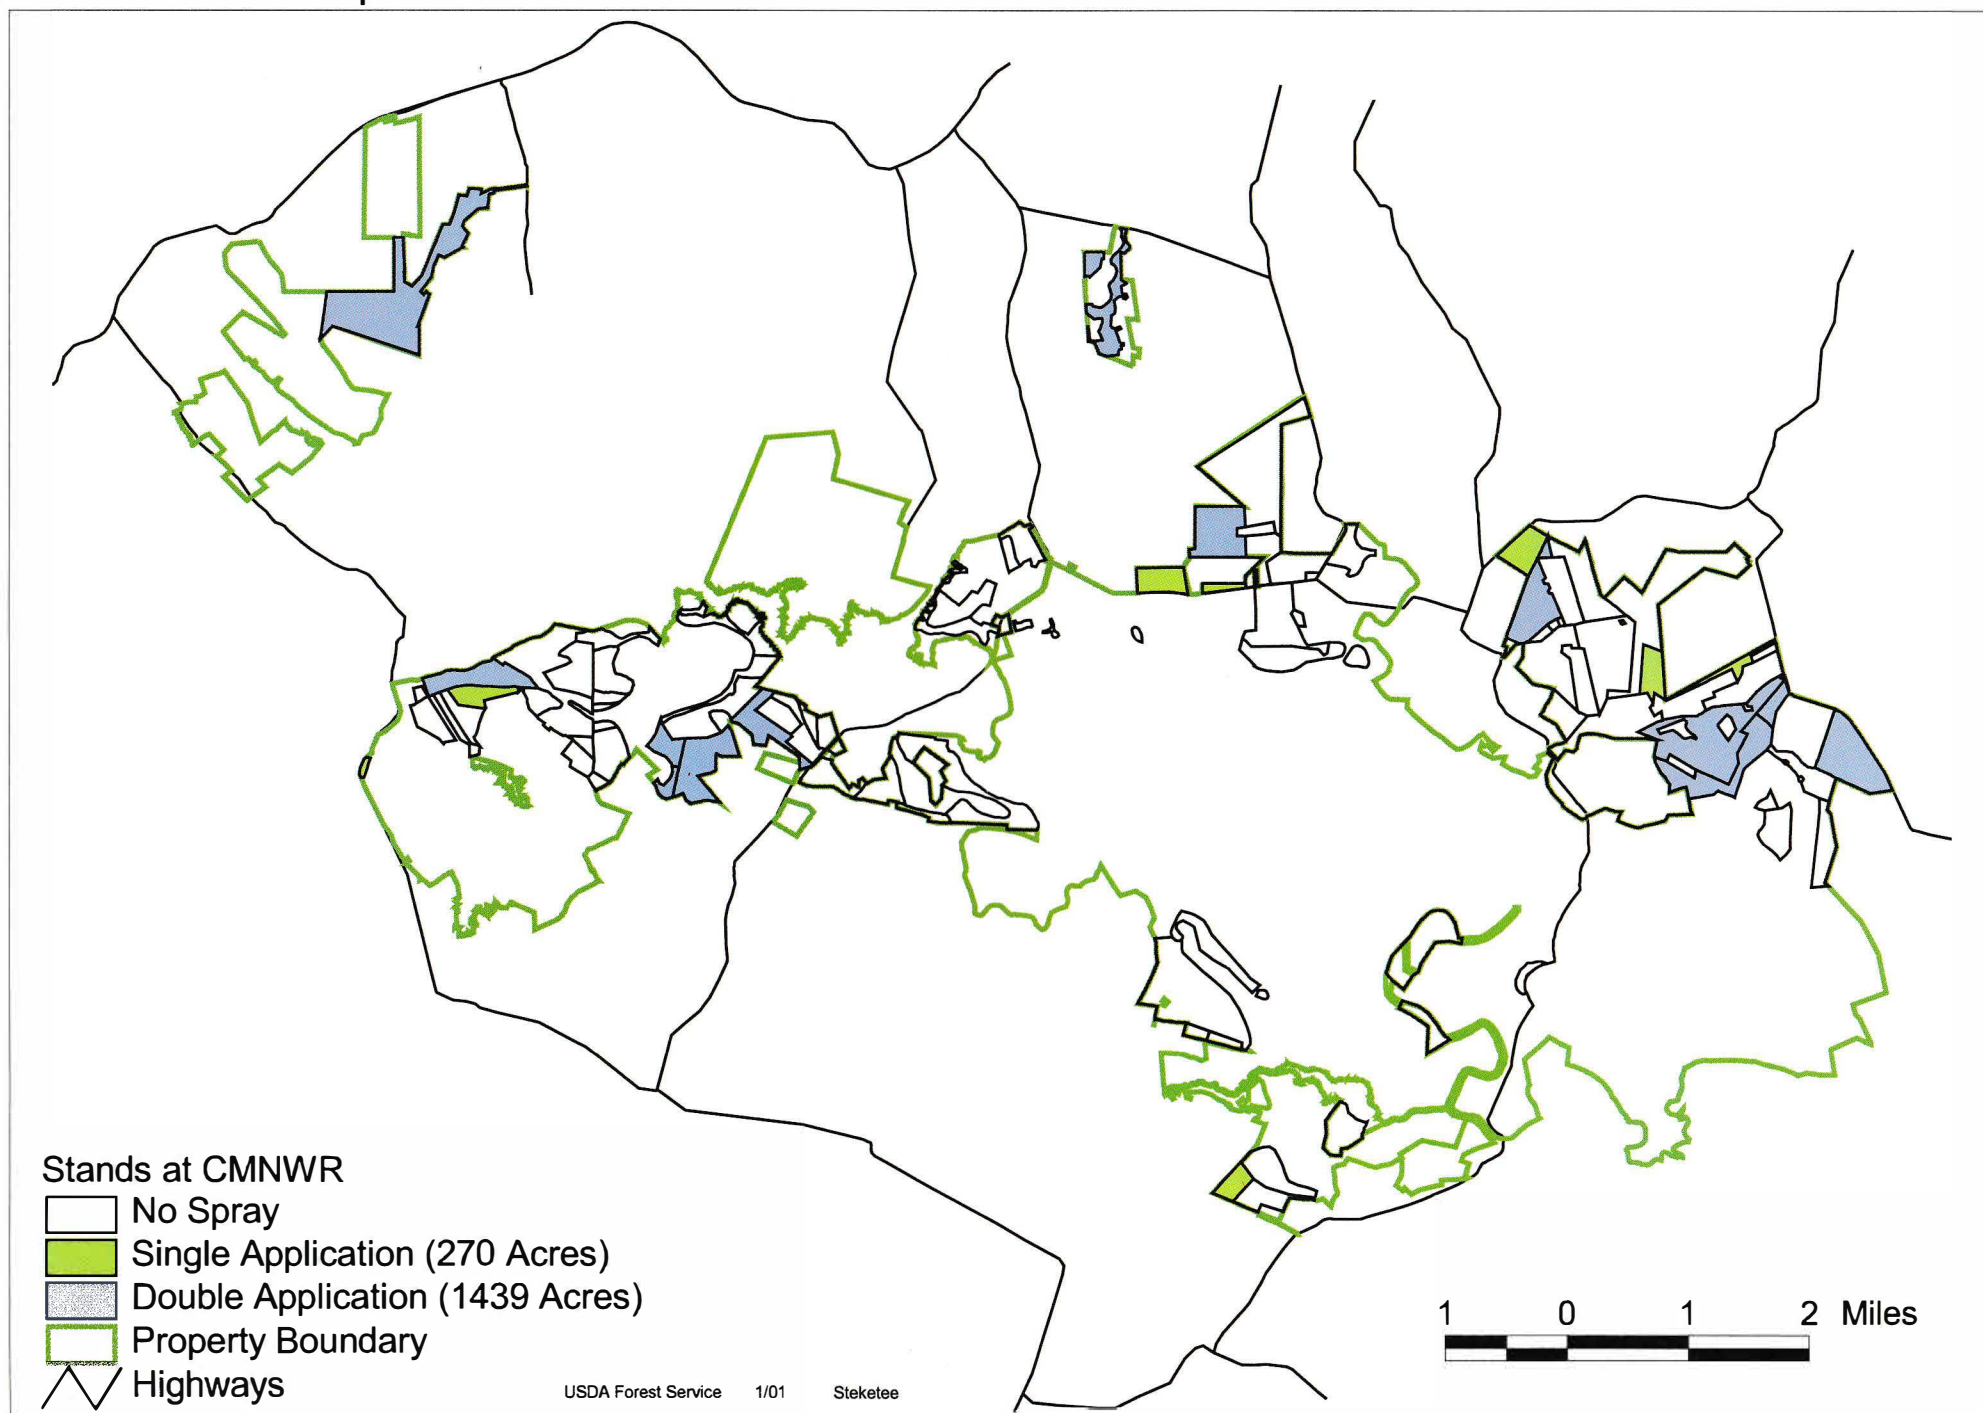 Stands at CMNWR
No Spray
Single Application (270 Acres)
Double Application (1439 Acres)
Property Boundary
Highways
USDA Forest Service 1/01 Steketee
1 0 1 2 Miles